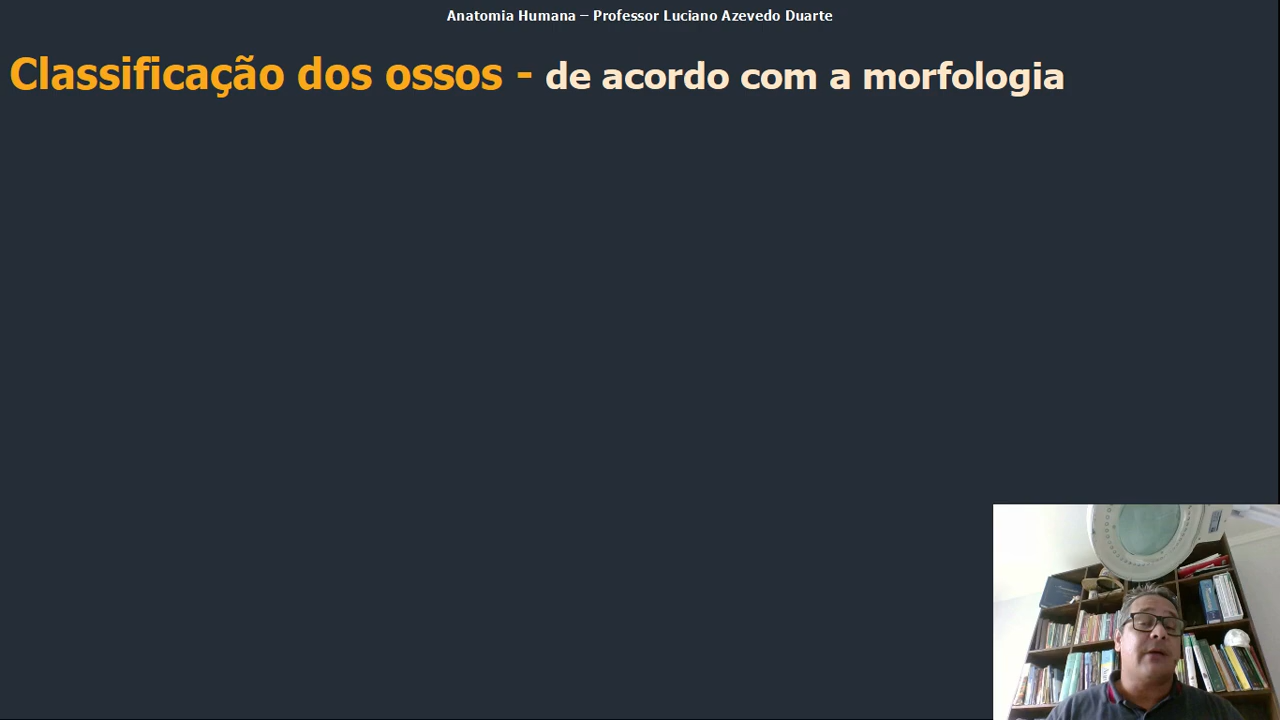 Anatomia Humana – Professor Luciano Azevedo Duarte
Classificação dos ossos - de acordo com a morfologia